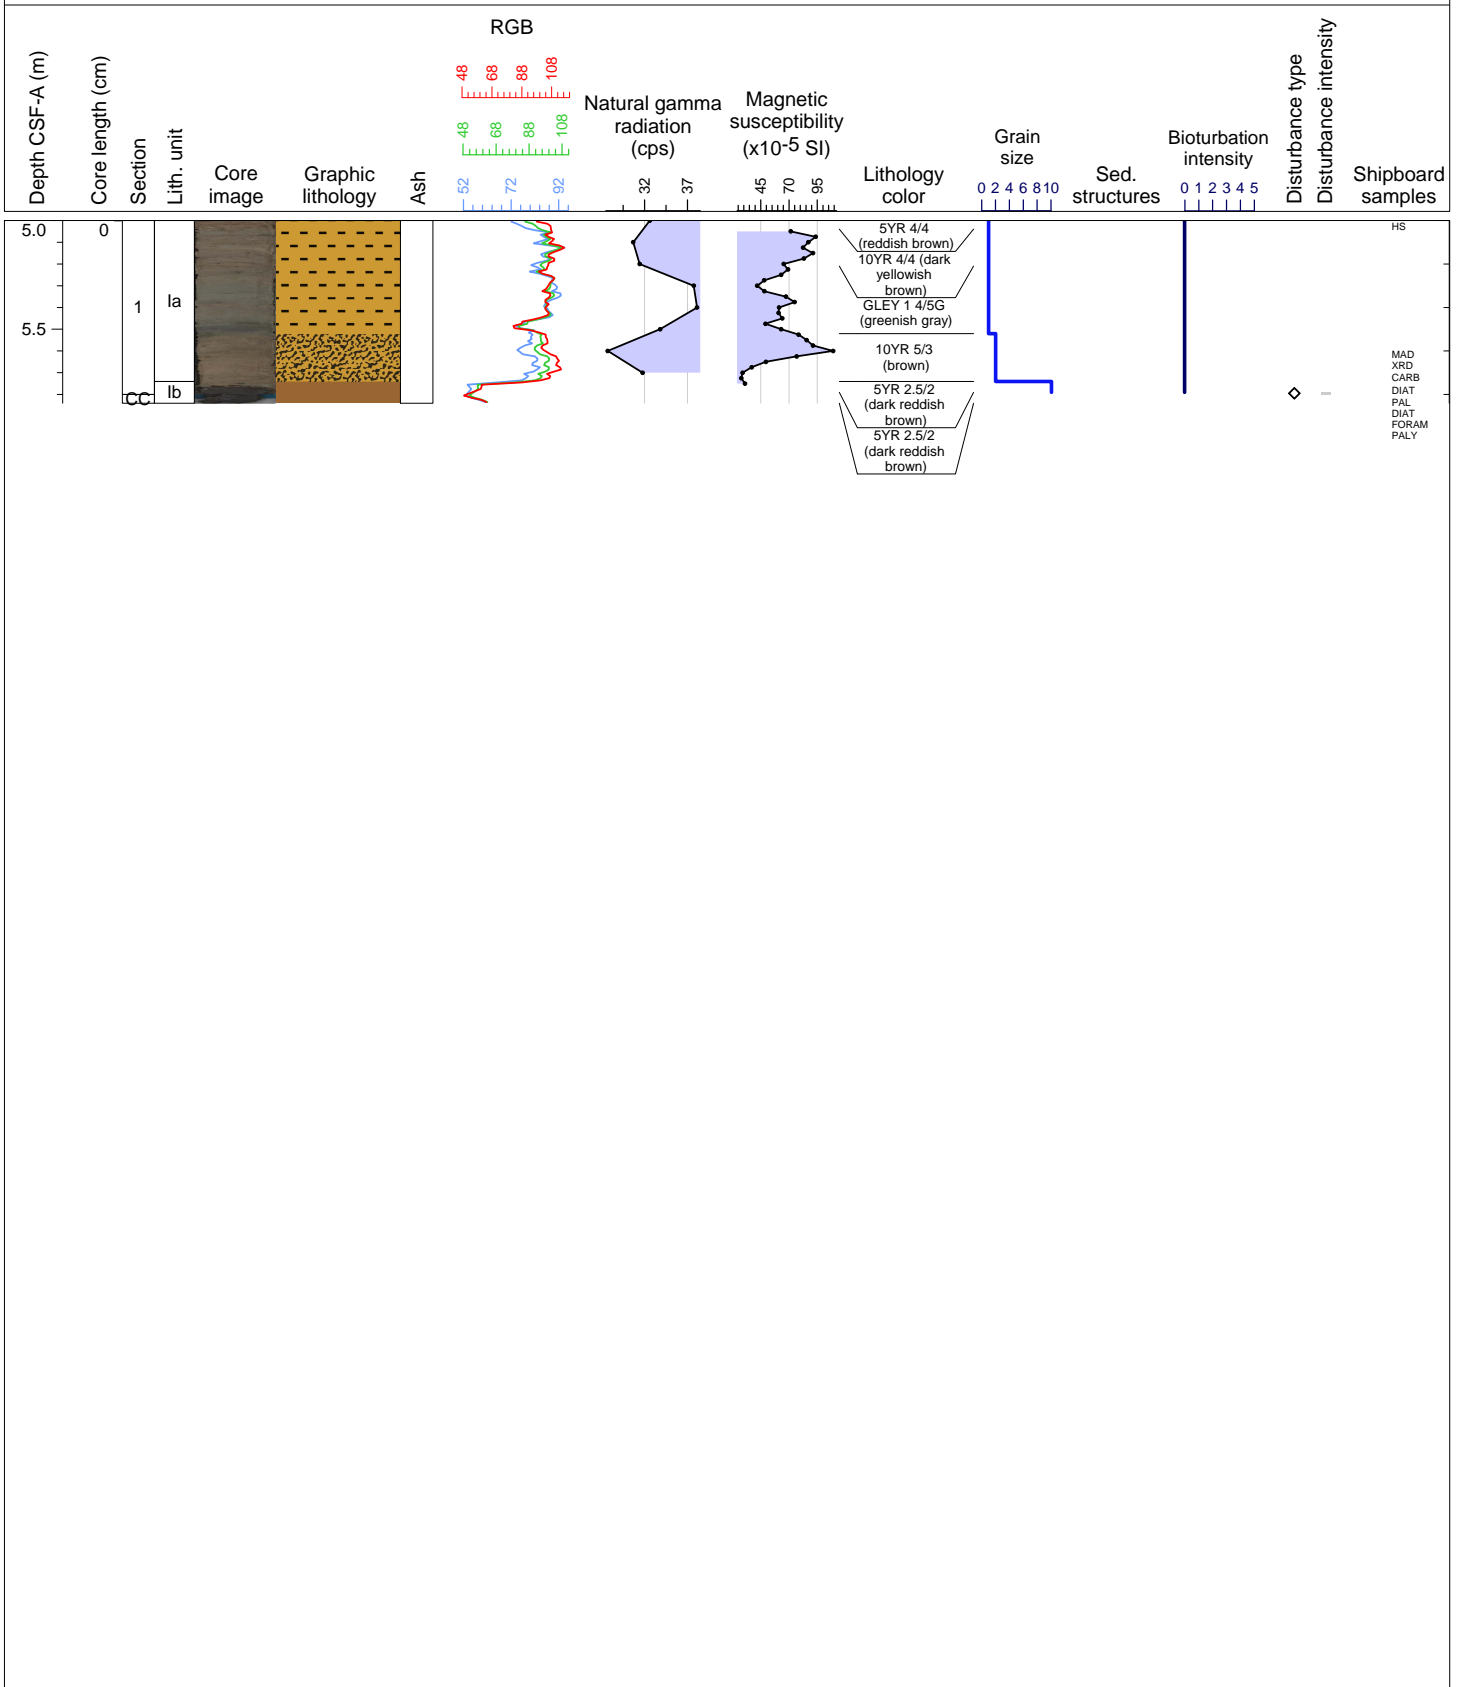 RGB
48 68 88 108
48 68 88 108
52 72 92
Depth CSF-A (m)
Core length (cm)
Section
Lith. unit
Core
image
Graphic
lithology
Ash
Natural gamma
radiation
(cps)
32 37
Magnetic
susceptibility
(x10-5 SI)
45 70 95
Lithology
color
Grain
size
0 2 4 6 8 10
Sed.
structures
Bioturbation
intensity
0 1 2 3 4 5
Disturbance type
Disturbance intensity
Shipboard
samples
5.0
0
5.5
1
CC
Ia
Ib
5YR 4/4
(reddish brown)
10YR 4/4 (dark
yellowish
brown)
GLEY 1 4/5G
(greenish gray)
10YR 5/3
(brown)
5YR 2.5/2
(dark reddish
brown)
5YR 2.5/2
(dark reddish
brown)
HS
MAD
XRD
CARB
DIAT
PAL
DIAT
FORAM
PALY